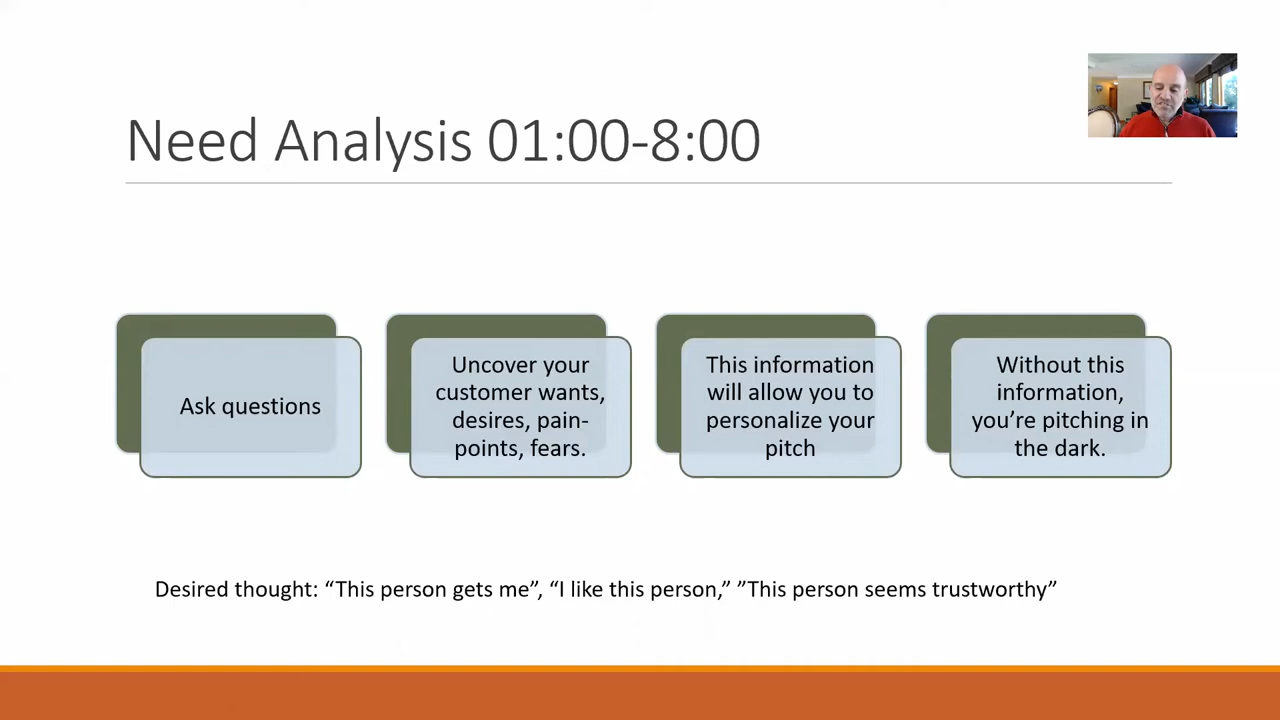 Need Analysis 01:00-8:00
Ask questions
Uncover your
customer wants,
desires, pain-
points, fears.
This information
will allow you to
personalize your
pitch
Without this
information,
you’re pitching in
the dark.
Desired thought: “This person gets me”, “I like this person,” ”This person seems trustworthy”